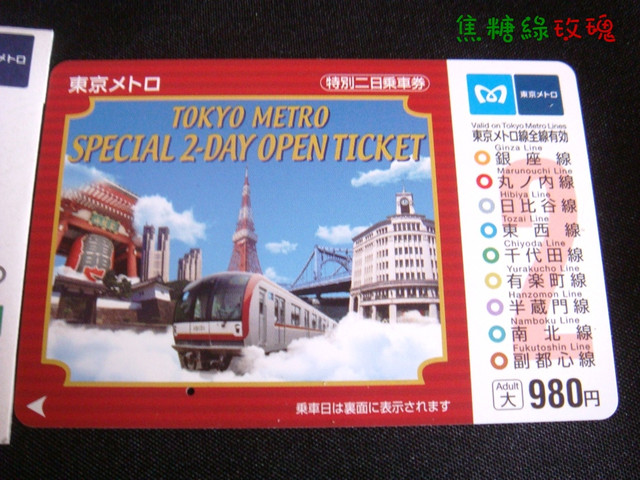 焦糖綠玫瑰
東京メトロ
特別二日乗車券
TOKYO METRO
SPECIAL 2-DAY OPEN TICKET
乗車日は裏面に表示されます
東京メトロ
Valid on Tokyo Metro Lines
東京メトロ線全線有効
Ginza Line
銀座線
Marunouchi Line
丸ノ内線
Hibiya Line
日比谷線
Tozai Line
東西線
Chiyoda Line
千代田線
Yurakucho Line
有楽町線
Hanzomon Line
半蔵門線
Namboku Line
南北線
Fukutoshin Line
副都心線
Adult
大
980円